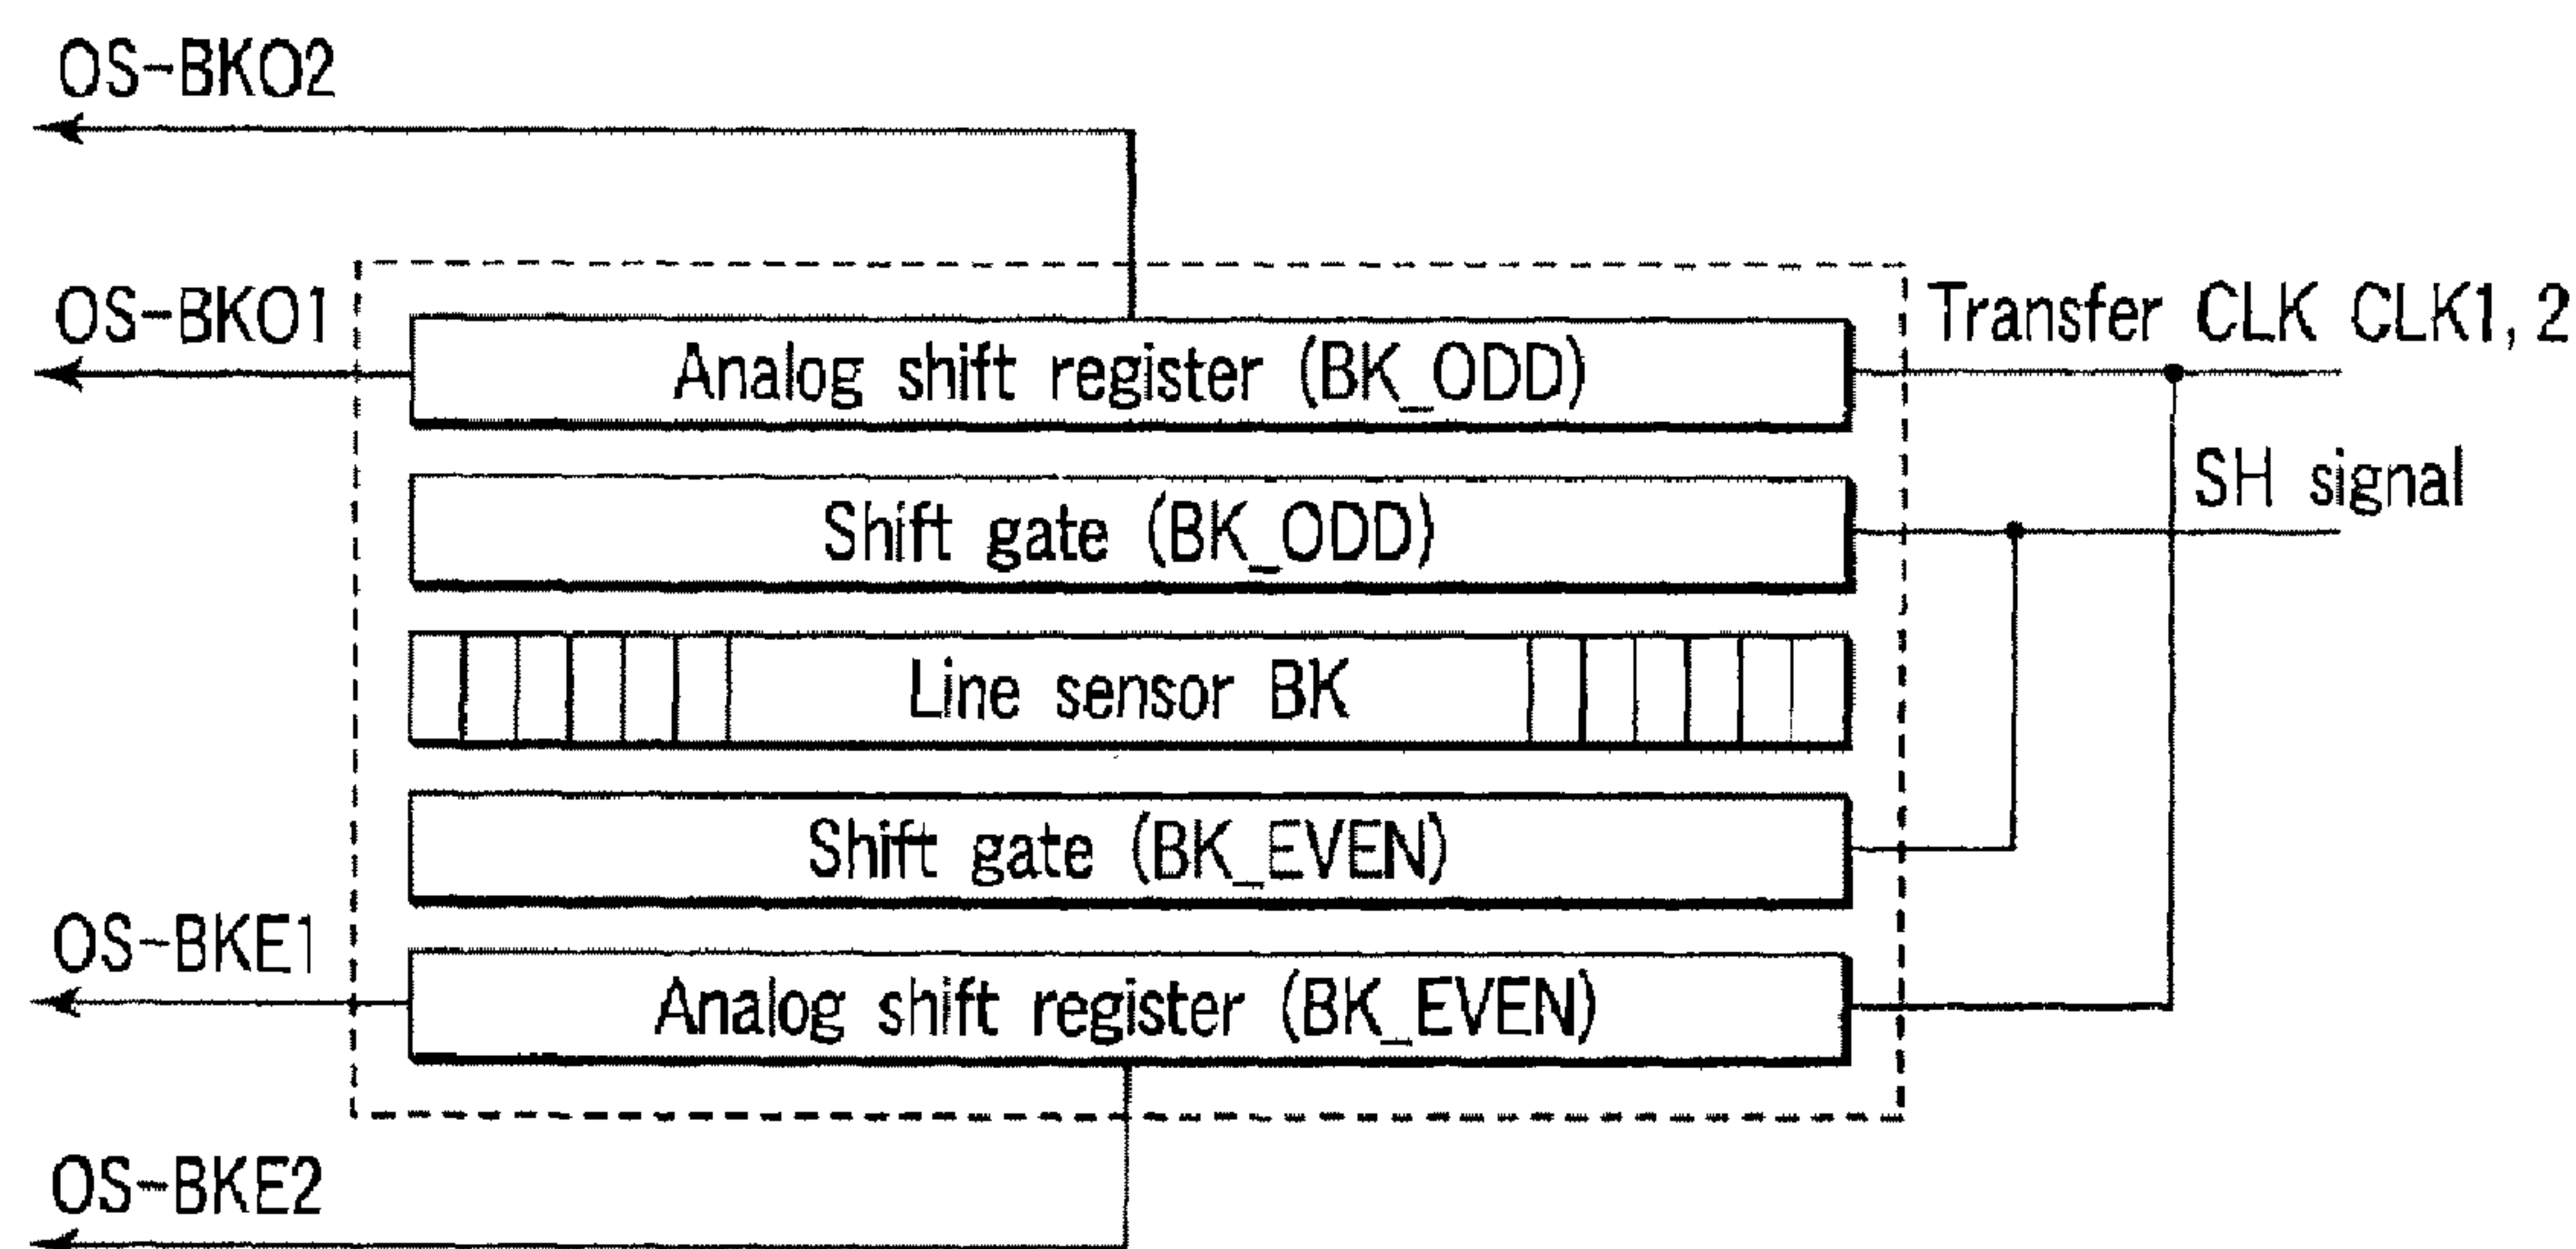 OS-BKO2
OS-BKO1
Transfer CLK CLK1, 2
Analog shift register (BK_ODD)
SH signal
Shift gate (BK_ODD)
Line sensor BK
Shift gate (BK_EVEN)
OS-BKE1
Analog shift register (BK_EVEN)
OS-BKE2